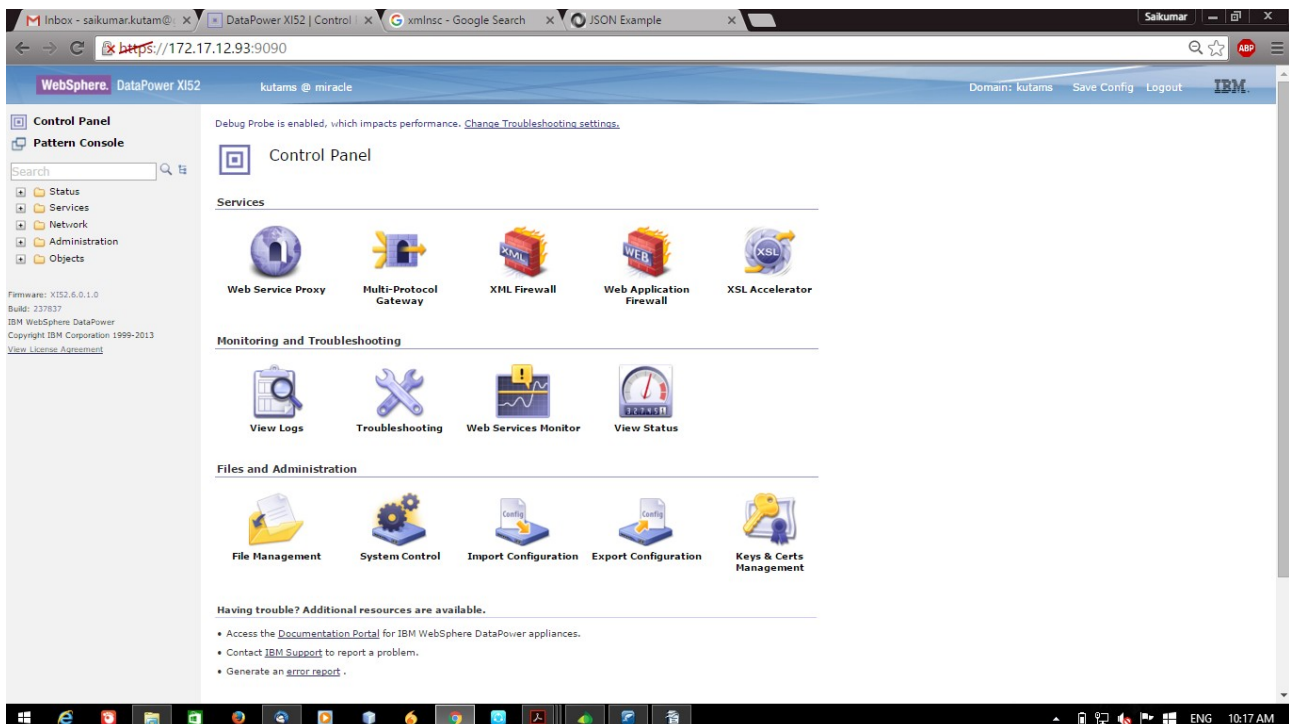 Inbox - saikumar.kutam@
DataPower XI52 | Control
xmlnsc - Google Search
JSON Example
Saikumar
https://172.17.12.93:9090
ABP
WebSphere. DataPower XI52
kutams @ miracle
Domain: kutams Save Config Logout
IBM.
Control Panel
Pattern Console
Search
Status
Services
Network
Administration
Objects
Firmware: XI52.6.0.1.0
Build: 237837
IBM WebSphere DataPower
Copyright IBM Corporation 1999-2013
View License Agreement
Debug Probe is enabled, which impacts performance. Change Troubleshooting settings.
Control Panel
Services
XML
WEB
XSL
Web Service Proxy
Multi-Protocol Gateway
XML Firewall
Web Application Firewall
XSL Accelerator
Monitoring and Troubleshooting
View Logs
Troubleshooting
Web Services Monitor
View Status
Files and Administration
Config
Config
File Management
System Control
Import Configuration
Export Configuration
Keys & Certs Management
Having trouble? Additional resources are available.
• Access the Documentation Portal for IBM WebSphere DataPower appliances.
• Contact IBM Support to report a problem.
• Generate an error report .
ENG 10:17 AM